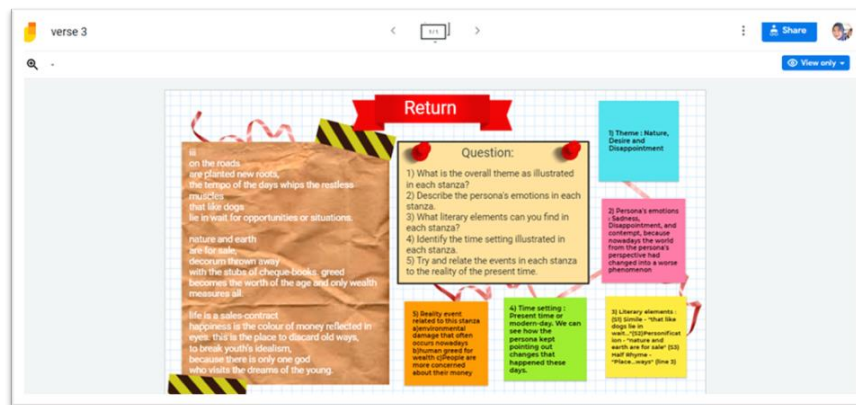 verse 3
1/1
Share
View only
Return
iii
on the roads
are planted new roots,
the tempo of the days whips the restless
muscles
that like dogs
lie in wait for opportunities or situations.
nature and earth
are for sale,
decorum thrown away
with the stubs of cheque-books. greed
becomes the worth of the age and only wealth
measures all.
life is a sales-contract
happiness is the colour of money reflected in
eyes. this is the place to discard old ways,
to break youth's idealism,
because there is only one god
who visits the dreams of the young.
Question:
1) What is the overall theme as illustrated
in each stanza?
2) Describe the persona's emotions in each
stanza.
3) What literary elements can you find in
each stanza?
4) Identify the time setting illustrated in
each stanza.
5) Try and relate the events in each stanza
to the reality of the present time.
1) Theme : Nature,
Desire and
Disappointment
2) Persona's emotions
: Sadness,
Disappointment, and
contempt, because
nowadays the world
from the persona's
perspective had
changed into a worse
phenomenon
5) Reality event
related to this stanza
a)environmental
damage that often
occurs nowadays
b)human greed for
wealth c)People are
more concerned
about their money
4) Time setting :
Present time or
modern-day. We can
see how the
persona kept
pointing out
changes that
happened these
days.
3) Literary elements :
(S1) Simile - "that like
dogs lie in
wait..."(S2)Personificat
ion - "nature and
earth are for sale" (S3)
Half Rhyme -
"Place...ways" (line 3)